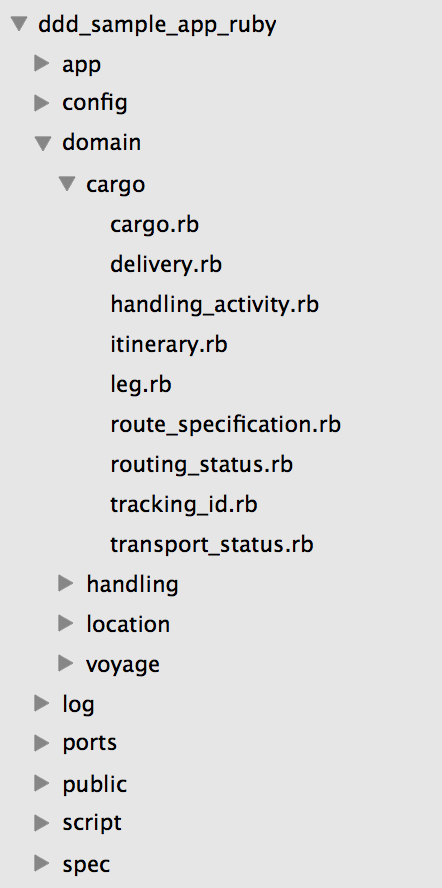 ddd_sample_app_ruby
app
config
domain
cargo
cargo.rb
delivery.rb
handling_activity.rb
itinerary.rb
leg.rb
route_specification.rb
routing_status.rb
tracking_id.rb
transport_status.rb
handling
location
voyage
log
ports
public
script
spec